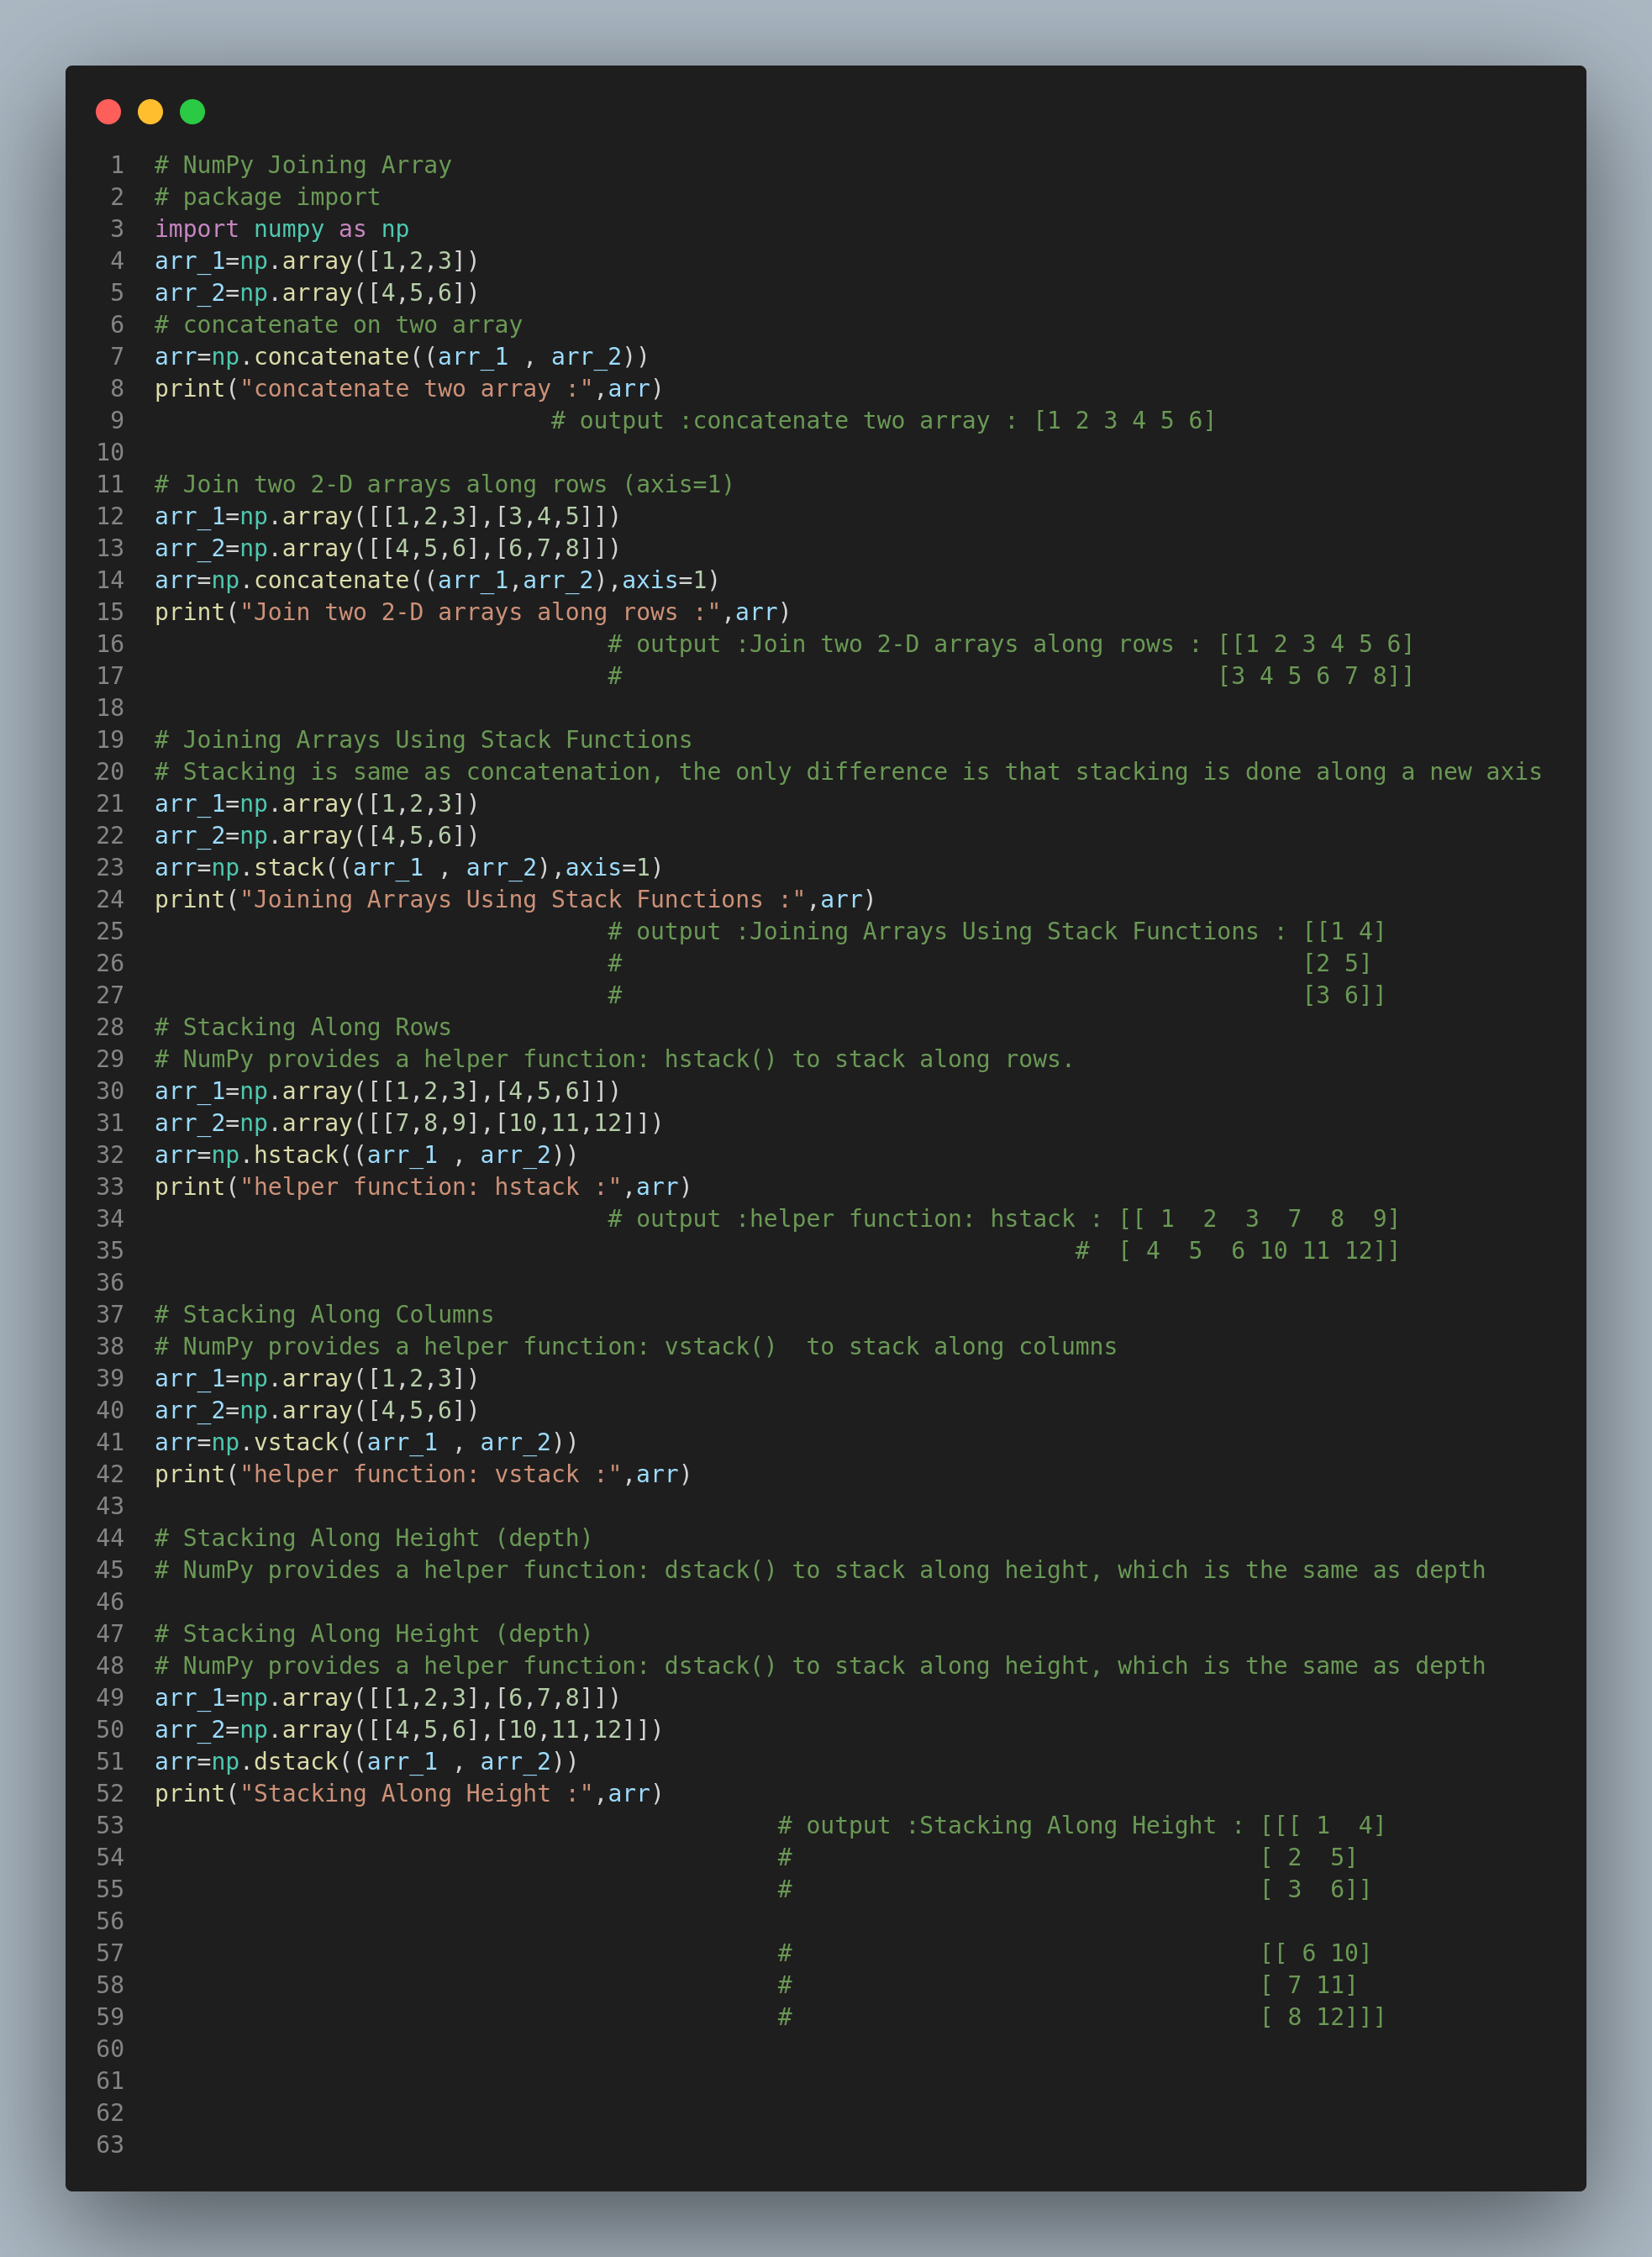 1 # NumPy Joining Array
2 # package import
3 import numpy as np
4 arr_1=np.array([1,2,3])
5 arr_2=np.array([4,5,6])
6 # concatenate on two array
7 arr=np.concatenate((arr_1 , arr_2))
8 print("concatenate two array :",arr)
9                             # output :concatenate two array : [1 2 3 4 5 6]
10
11 # Join two 2-D arrays along rows (axis=1)
12 arr_1=np.array([[1,2,3],[3,4,5]])
13 arr_2=np.array([[4,5,6],[6,7,8]])
14 arr=np.concatenate((arr_1,arr_2),axis=1)
15 print("Join two 2-D arrays along rows :",arr)
16                                 # output :Join two 2-D arrays along rows : [[1 2 3 4 5 6]
17                                 #                                          [3 4 5 6 7 8]]
18
19 # Joining Arrays Using Stack Functions
20 # Stacking is same as concatenation, the only difference is that stacking is done along a new axis
21 arr_1=np.array([1,2,3])
22 arr_2=np.array([4,5,6])
23 arr=np.stack((arr_1 , arr_2),axis=1)
24 print("Joining Arrays Using Stack Functions :",arr)
25                                 # output :Joining Arrays Using Stack Functions : [[1 4]
26                                 #                                                [2 5]
27                                 #                                                [3 6]]
28 # Stacking Along Rows
29 # NumPy provides a helper function: hstack() to stack along rows.
30 arr_1=np.array([[1,2,3],[4,5,6]])
31 arr_2=np.array([[7,8,9],[10,11,12]])
32 arr=np.hstack((arr_1 , arr_2))
33 print("helper function: hstack :",arr)
34                                 # output :helper function: hstack : [[ 1  2  3  7  8  9]
35                                                                  #  [ 4  5  6 10 11 12]]
36
37 # Stacking Along Columns
38 # NumPy provides a helper function: vstack()  to stack along columns
39 arr_1=np.array([1,2,3])
40 arr_2=np.array([4,5,6])
41 arr=np.vstack((arr_1 , arr_2))
42 print("helper function: vstack :",arr)
43
44 # Stacking Along Height (depth)
45 # NumPy provides a helper function: dstack() to stack along height, which is the same as depth
46
47 # Stacking Along Height (depth)
48 # NumPy provides a helper function: dstack() to stack along height, which is the same as depth
49 arr_1=np.array([[1,2,3],[6,7,8]])
50 arr_2=np.array([[4,5,6],[10,11,12]])
51 arr=np.dstack((arr_1 , arr_2))
52 print("Stacking Along Height :",arr)
53                                             # output :Stacking Along Height : [[[ 1  4]
54                                             #                                 [ 2  5]
55                                             #                                 [ 3  6]]
56
57                                             #                                 [[ 6 10]
58                                             #                                 [ 7 11]
59                                             #                                 [ 8 12]]]
60
61
62
63